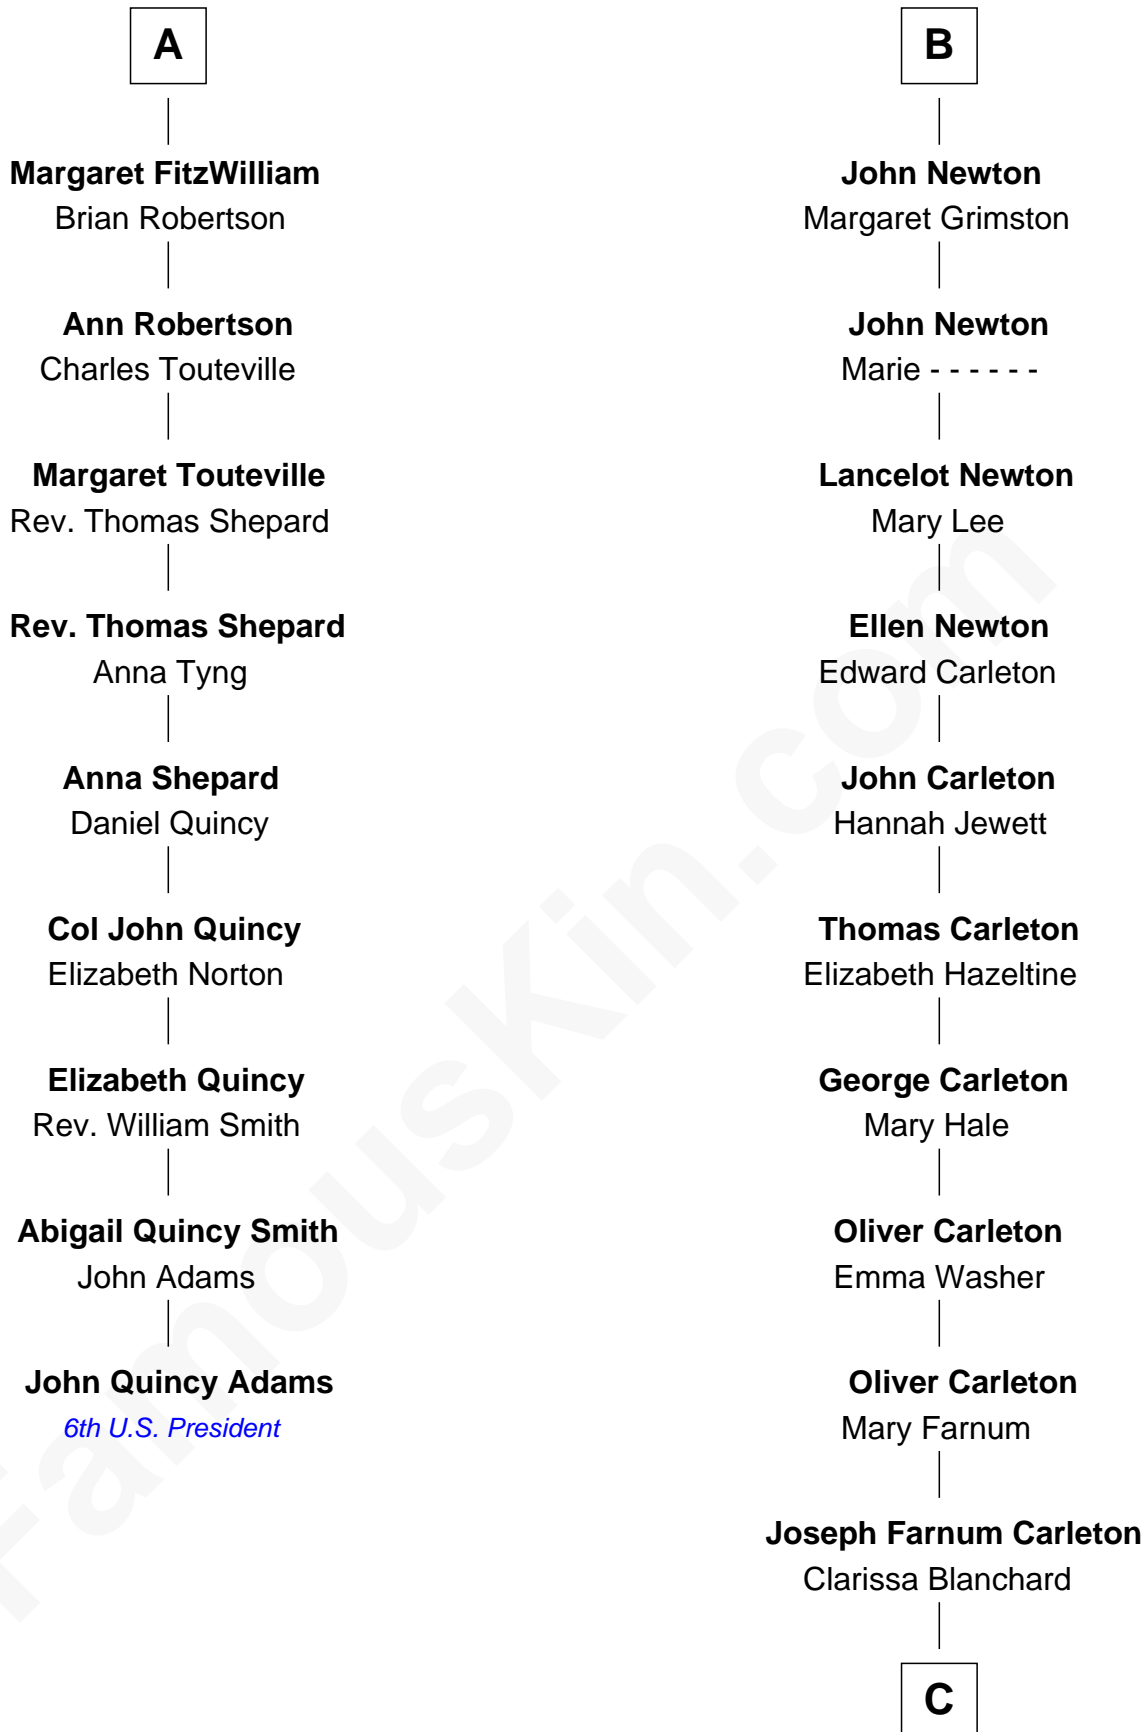 A
Margaret FitzWilliam
Brian Robertson
Ann Robertson
Charles Touteville
Margaret Touteville
Rev. Thomas Shepard
Rev. Thomas Shepard
Anna Tyng
Anna Shepard
Daniel Quincy
Col John Quincy
Elizabeth Norton
Elizabeth Quincy
Rev. William Smith
Abigail Quincy Smith
John Adams
John Quincy Adams
6th U.S. President
B
John Newton
Margaret Grimston
John Newton
Marie - - - - - -
Lancelot Newton
Mary Lee
Ellen Newton
Edward Carleton
John Carleton
Hannah Jewett
Thomas Carleton
Elizabeth Hazeltine
George Carleton
Mary Hale
Oliver Carleton
Emma Washer
Oliver Carleton
Mary Farnum
Joseph Farnum Carleton
Clarissa Blanchard
C
FamousKin.com